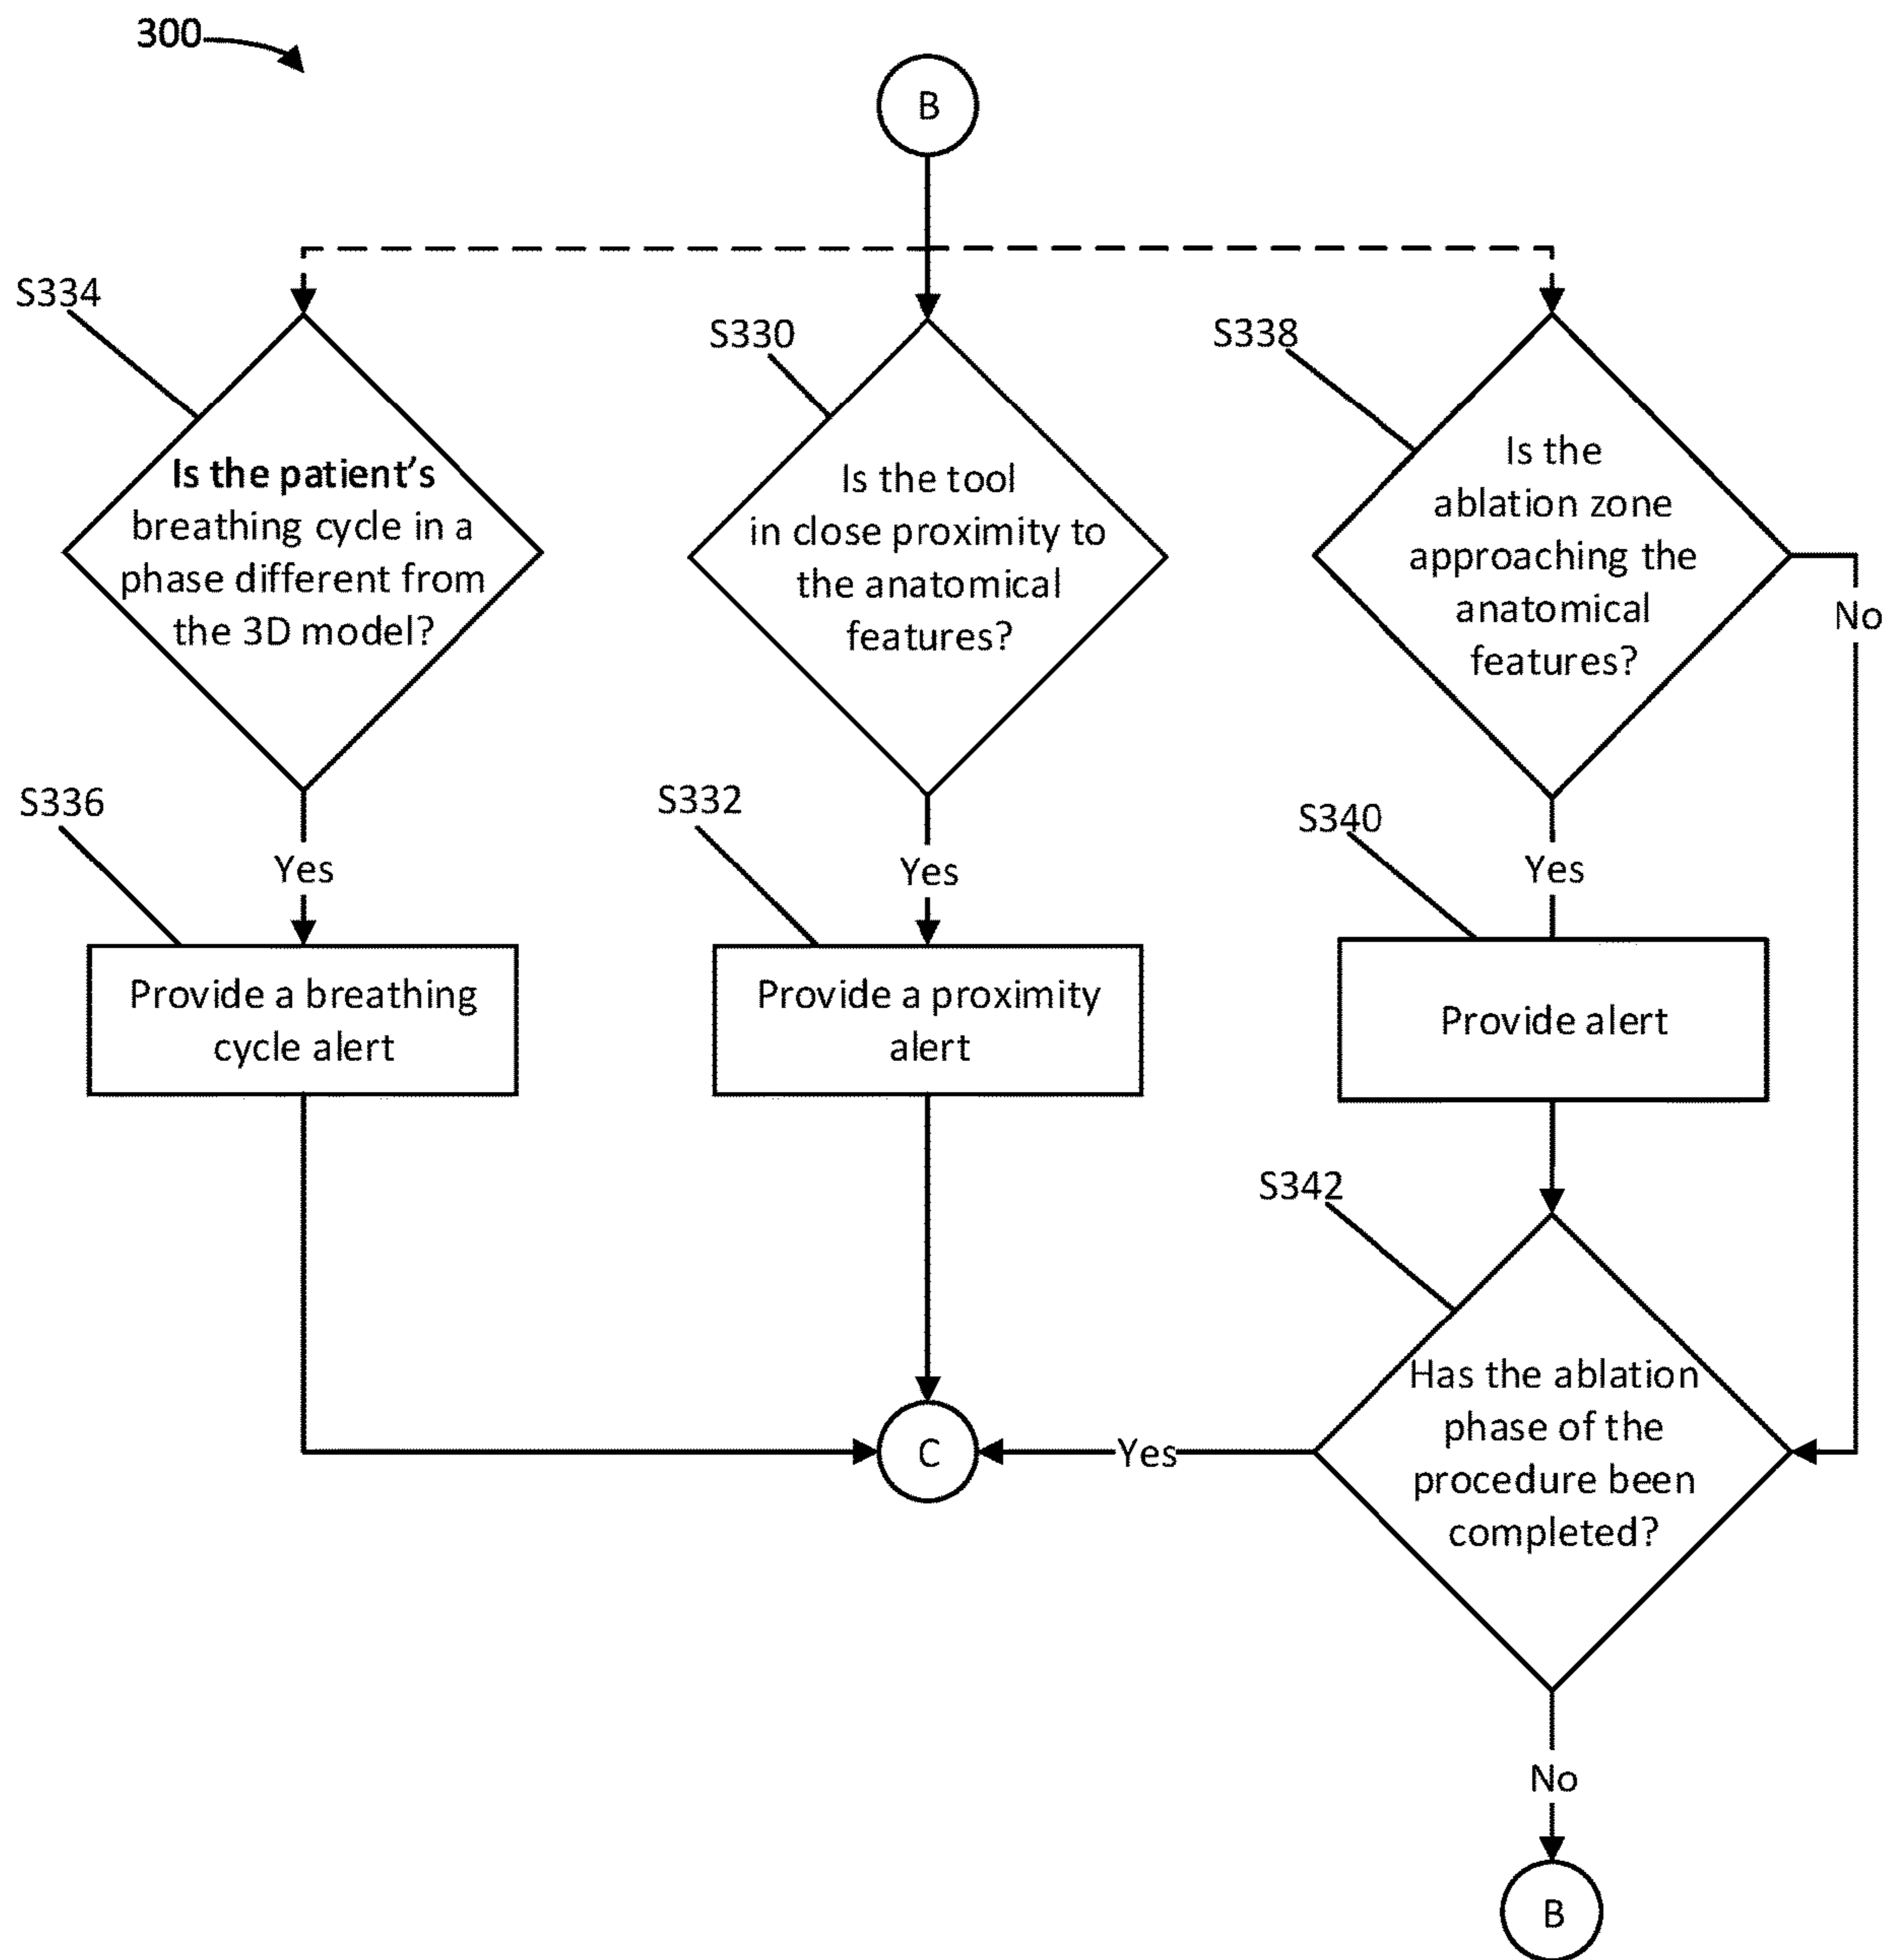 300
B
S334
Is the patient's
breathing cycle in a
phase different from
the 3D model?
S330
Is the tool
in close proximity to
the anatomical
features?
S338
Is the
ablation zone
approaching the
anatomical
features?
No
S336
Yes
Provide a breathing
cycle alert
S332
Yes
Provide a proximity
alert
S340
Yes
Provide alert
S342
Has the ablation
phase of the
procedure been
completed?
Yes
C
No
B